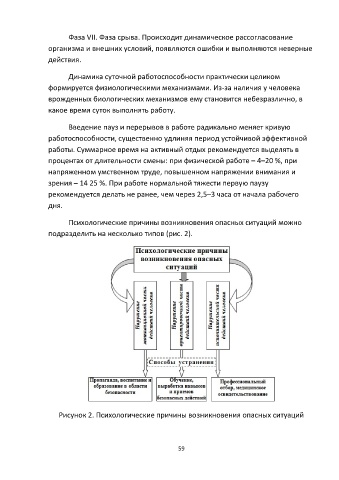 Фаза VII. Фаза срыва. Происходит динамическое рассогласование
организма и внешних условий, появляются ошибки и выполняются неверные
действия.
Динамика суточной работоспособности практически целиком
формируется физиологическими механизмами. Из-за наличия у человека
врожденных биологических механизмов ему становится небезразлично, в
какое время суток выполнять работу.
Введение пауз и перерывов в работе радикально меняет кривую
работоспособности, существенно удлиняя период устойчивой эффективной
работы. Суммарное время на активный отдых рекомендуется выделять в
процентах от длительности смены: при физической работе – 4–20 %, при
напряженном умственном труде, повышенном напряжении внимания и
зрения – 14 25 %. При работе нормальной тяжести первую паузу
рекомендуется делать не ранее, чем через 2,5–3 часа от начала рабочего
дня.
Психологические причины возникновения опасных ситуаций можно
подразделить на несколько типов (рис. 2).
Психологические причины
возникновения опасных
ситуаций
Нарушение
мотивационной части
действий человека
Нарушение
ориентировочной части
действий человека
Нарушение
исполнительской части
действий человека
Способы устранения
Пропаганда, воспитание и
образование в области
безопасности
Обучение,
выработка навыков
и приемов
безопасных действий
Профессиональный
отбор, медицинское
освидетельствование
Рисунок 2. Психологические причины возникновения опасных ситуаций
59